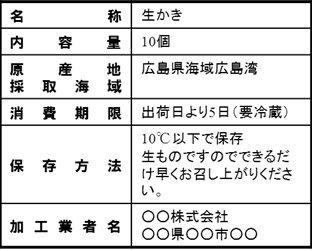 名称 生かき
内容量 10個
原産地
採取海域 広島県海域広島湾
消費期限 出荷日より5日(要冷蔵)
保存方法 10℃以下で保存
生ものですのでできるだ
け早くお召し上がりくださ
い。
加工業者名 〇〇株式会社
〇〇県〇〇市〇〇